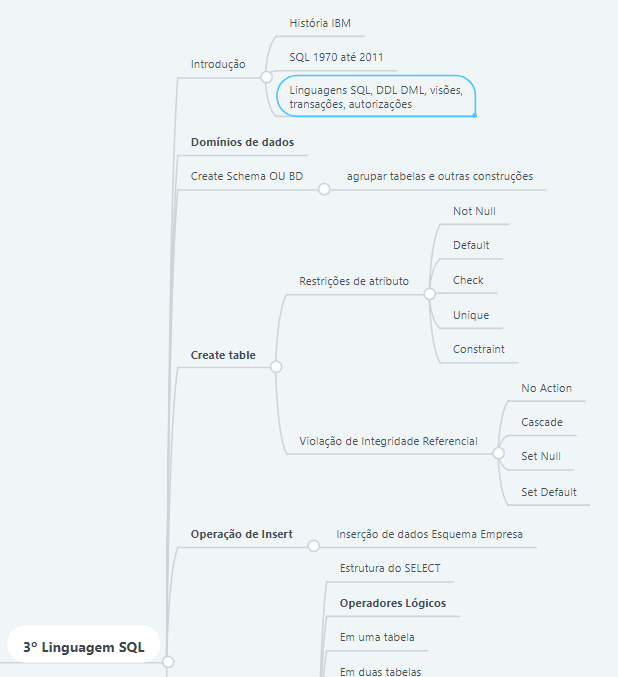 História IBM
SQL 1970 até 2011
Introdução
Linguagens SQL, DDL DML, visões,
transações, autorizações
Domínios de dados
Create Schema OU BD
agrupar tabelas e outras construções
Not Null
Default
Restrições de atributo
Check
Unique
Constraint
Create table
No Action
Cascade
Violação de Integridade Referencial
Set Null
Set Default
Operação de Insert
Inserção de dados Esquema Empresa
Estrutura do SELECT
Operadores Lógicos
Em uma tabela
3º Linguagem SQL
Em duas tabelas